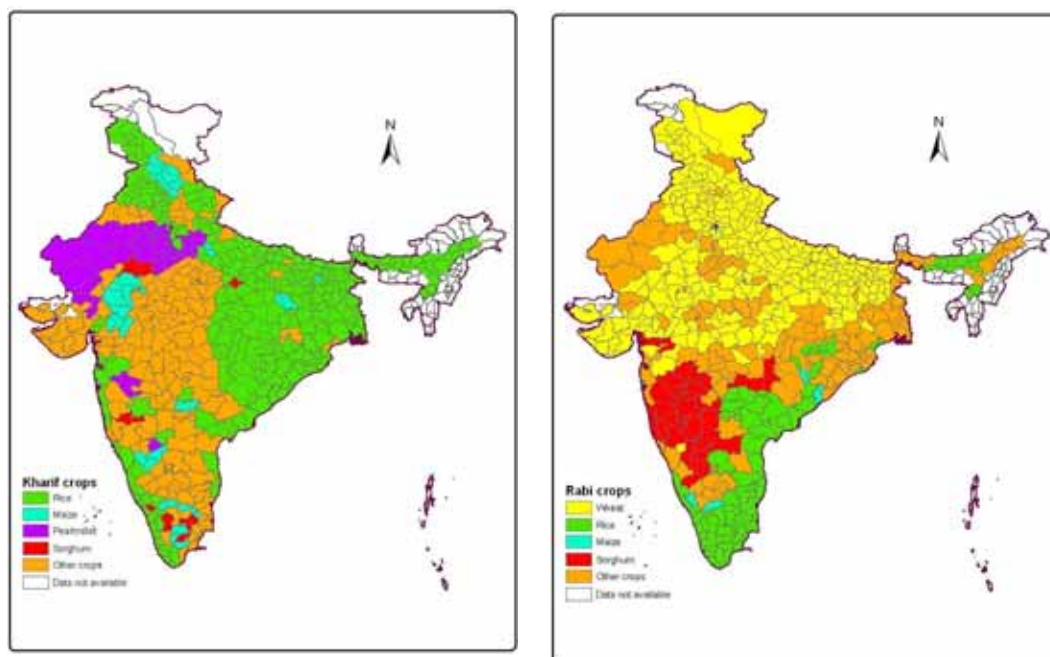 N
Kharif crops
Rice
Maize
Pearlmillet
Sorghum
Other crops
Data not available
N
Rabi crops
Wheat
Rice
Maize
Sorghum
Other crops
Data not available